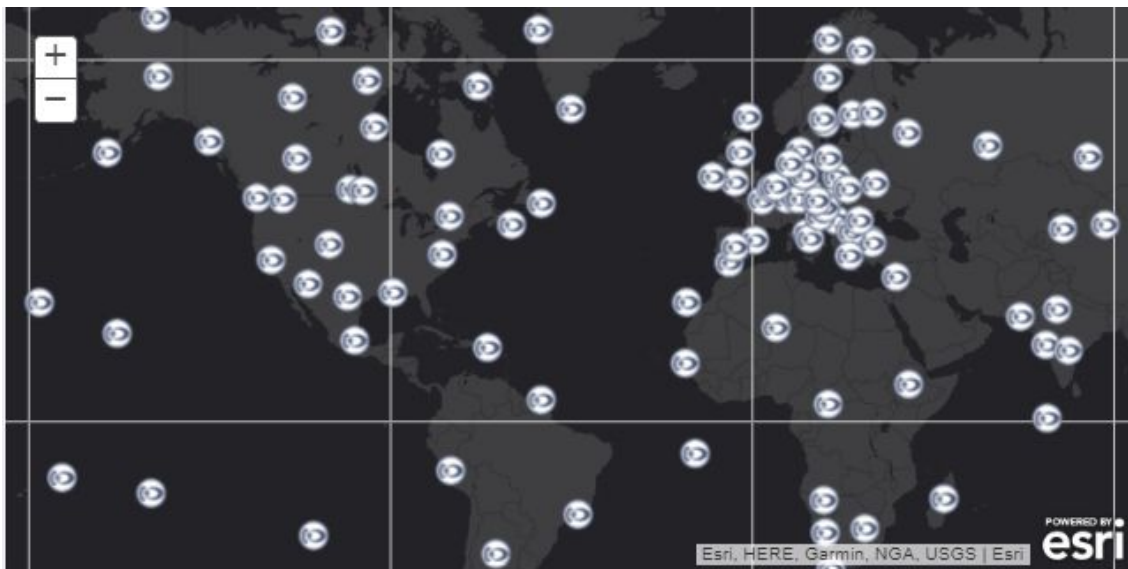 +
−
POWERED BY
esri
Esri, HERE, Garmin, NGA, USGS | Esri